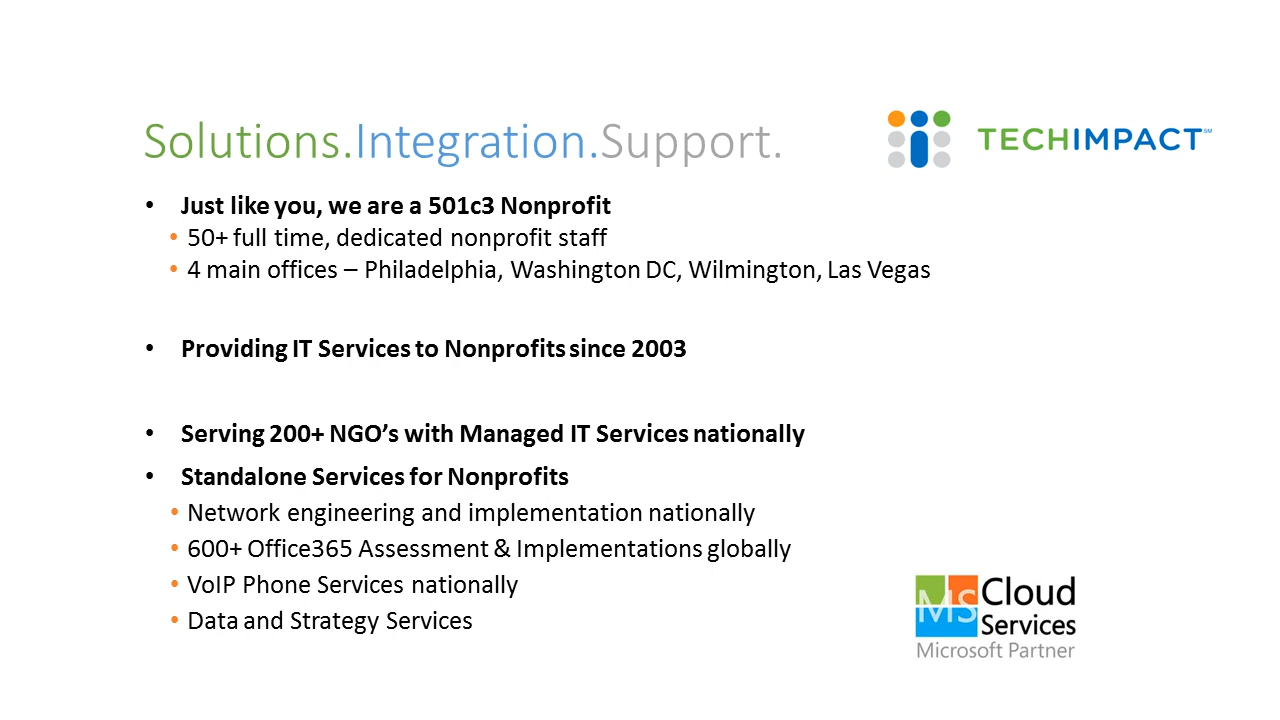 Solutions.Integration.Support.
TECHIMPACT℠
• Just like you, we are a 501c3 Nonprofit
• 50+ full time, dedicated nonprofit staff
• 4 main offices – Philadelphia, Washington DC, Wilmington, Las Vegas
• Providing IT Services to Nonprofits since 2003
• Serving 200+ NGO’s with Managed IT Services nationally
• Standalone Services for Nonprofits
• Network engineering and implementation nationally
• 600+ Office365 Assessment & Implementations globally
• VoIP Phone Services nationally
• Data and Strategy Services
MS Cloud
Services
Microsoft Partner